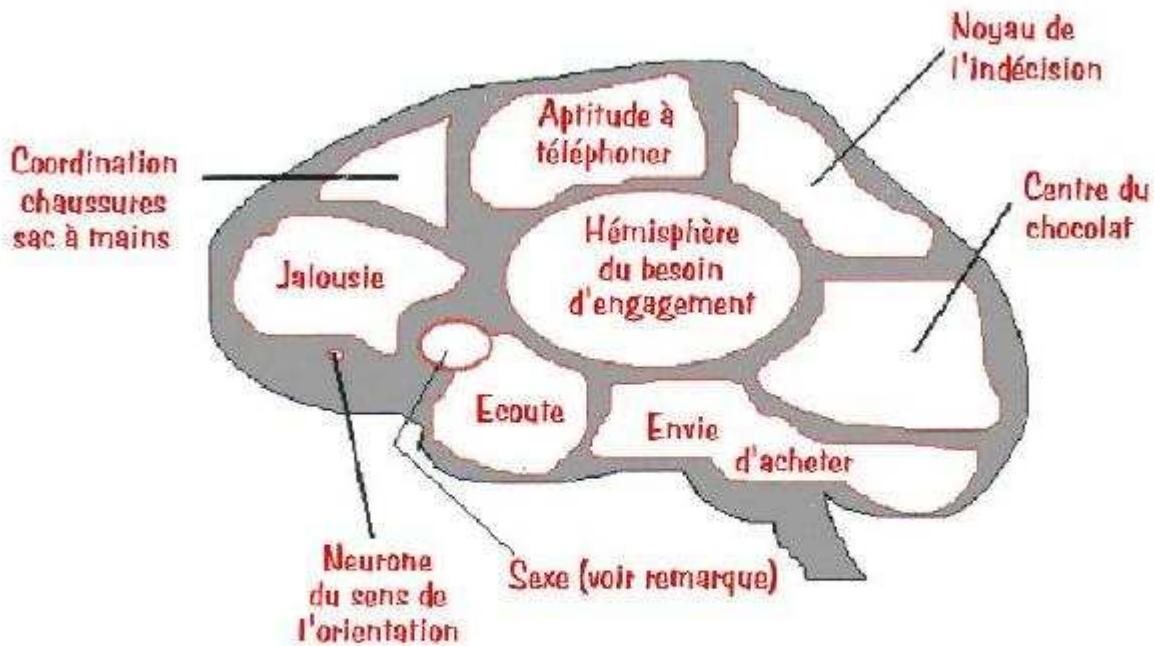 Noyau de
l'indécision
Aptitude à
téléphoner
Coordination
chaussures
sac à mains
Centre du
chocolat
Hémisphère
du besoin
d'engagement
Jalousie
Ecoute
Envie
d'acheter
Neurone
du sens de
l'orientation
Sexe (voir remarque)